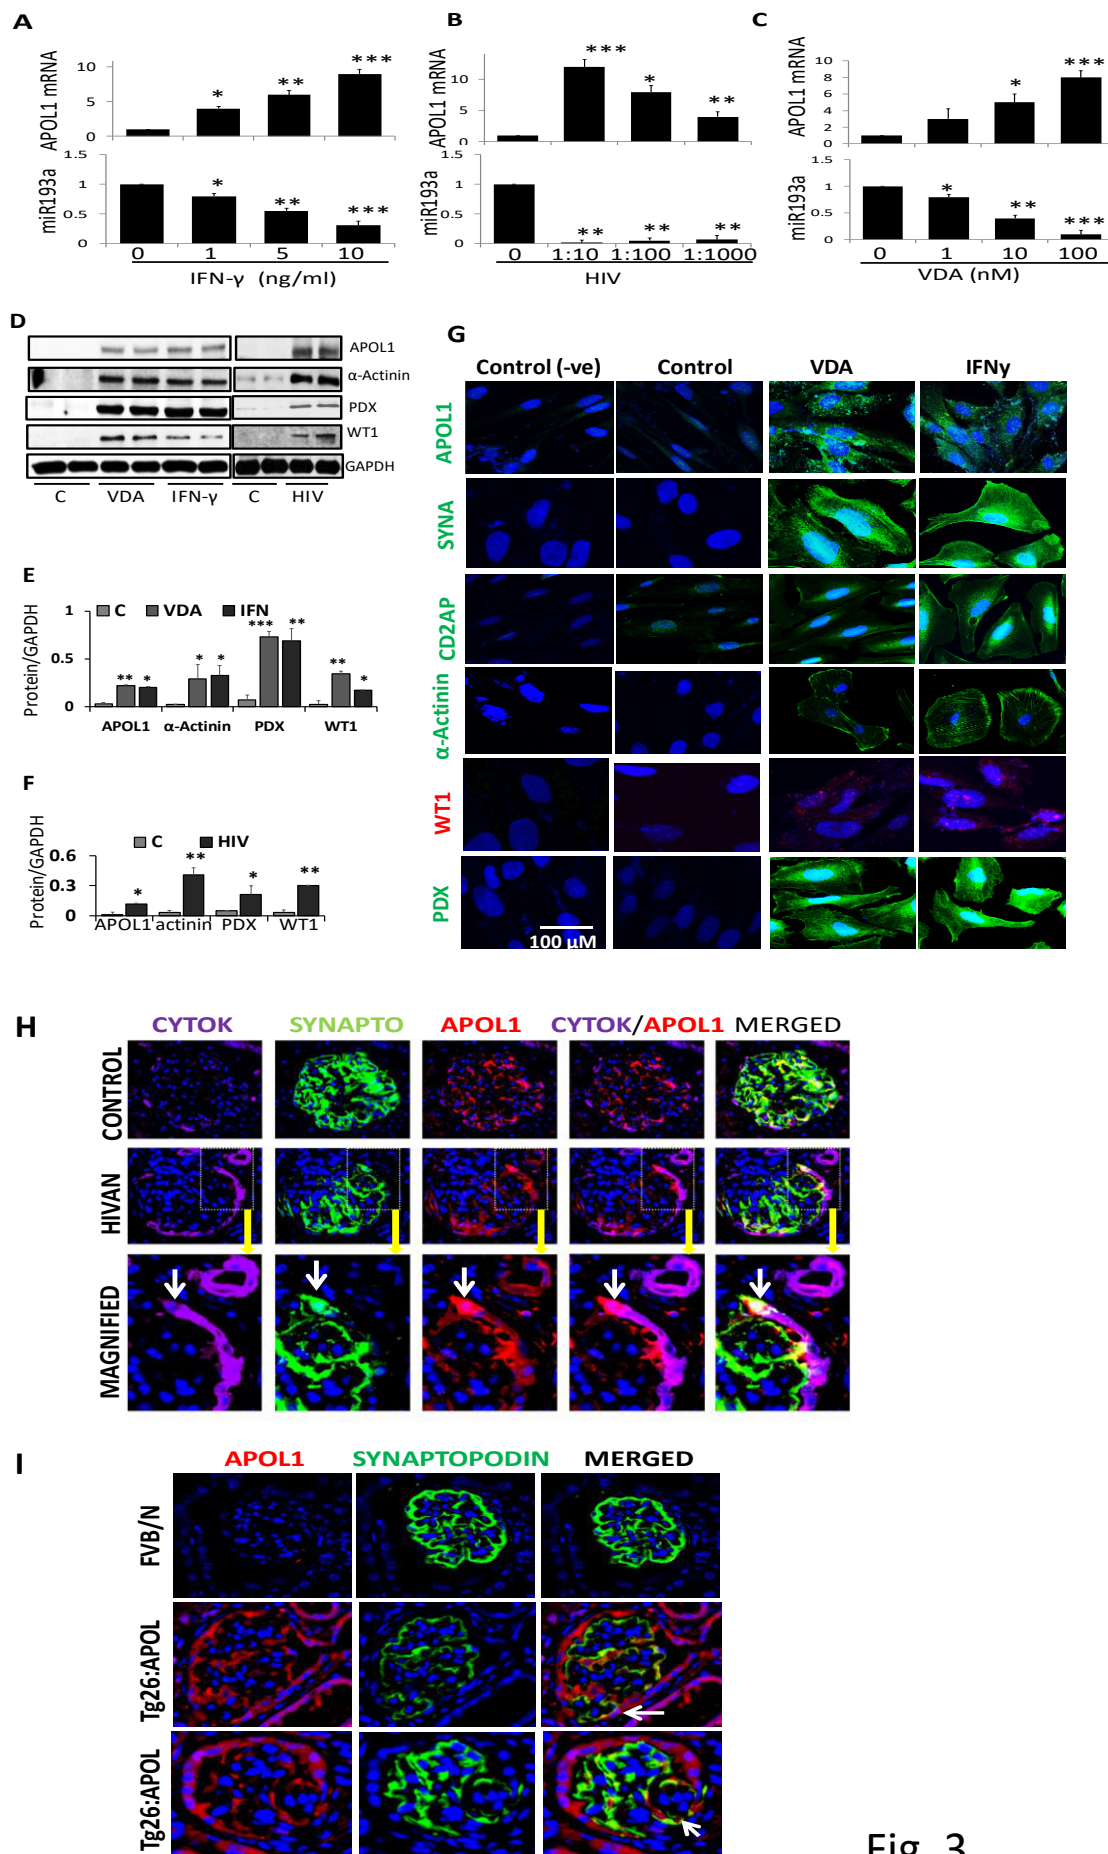 A
APOL1 mRNA
10
5
0
*
**
***
miR193a
1.5
1
0.5
0
*
**
***
0 1 5 10
IFN-γ (ng/ml)
B
APOL1 mRNA
10
5
0
***
*
**
miR193a
1.5
1
0.5
0
**
**
**
0 1:10 1:100 1:1000
HIV
C
APOL1 mRNA
10
8
6
4
2
0
*
***
miR193a
1.5
1
0.5
0
*
**
***
0 1 10 100
VDA (nM)
D
APOL1
α-Actinin
PDX
WT1
GAPDH
C VDA IFN-γ C HIV
E
C VDA IFN
Protein/GAPDH
1
0.5
0
** * * * *** ** ** *
APOL1 α-Actinin PDX WT1
F
C HIV
Protein/GAPDH
0.6
0.3
0
* ** * **
APOL1 actinin PDX WT1
G
Control (-ve) Control VDA IFNγ
APOL1
SYNA
CD2AP
α-Actinin
WT1
PDX
100 µM
H
CYTOK SYNAPTO APOL1 CYTOK/APOL1 MERGED
CONTROL
HIVAN
MAGNIFIED
I
APOL1 SYNAPTOPODIN MERGED
FVB/N
Tg26:APOL
Tg26:APOL
Fig. 3